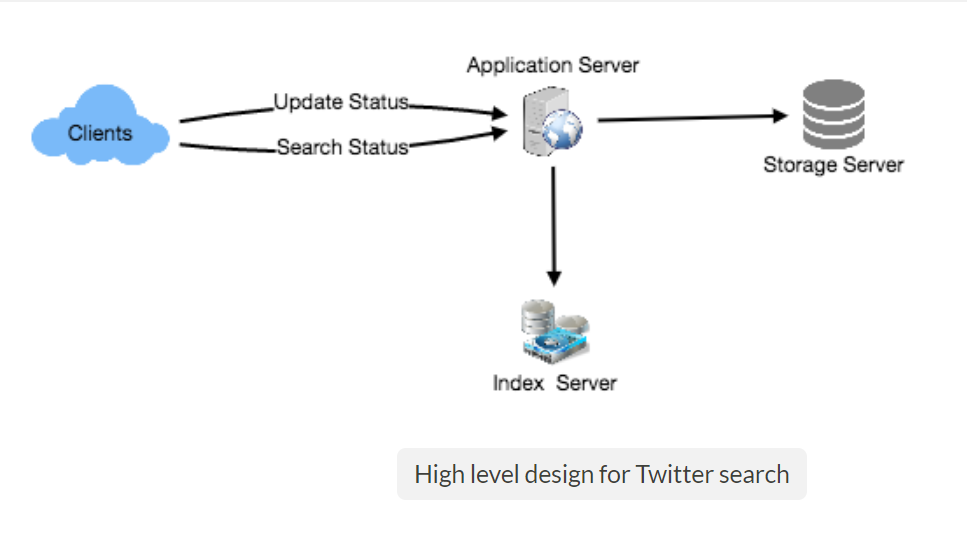 Application Server
Update Status
Clients
Search Status
Storage Server
Index Server
High level design for Twitter search